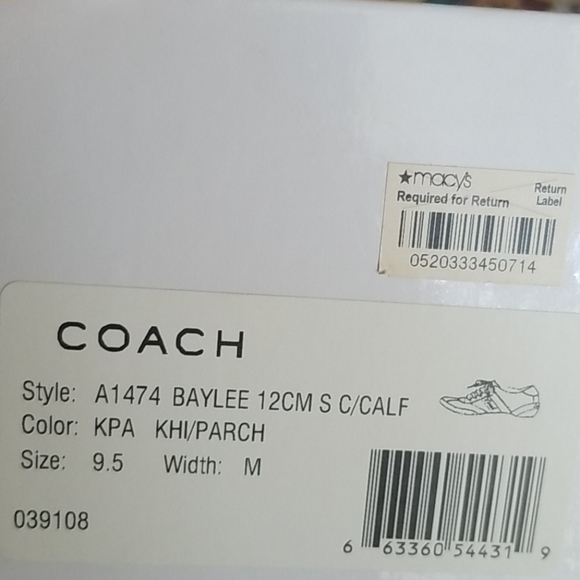 ★macy's
Required for Return
Return
Label
0520333450714
COACH
Style: A1474 BAYLEE 12CM S C/CALF
Color: KPA KHI/PARCH
Size: 9.5 Width: M
039108
6 63360 54431 9